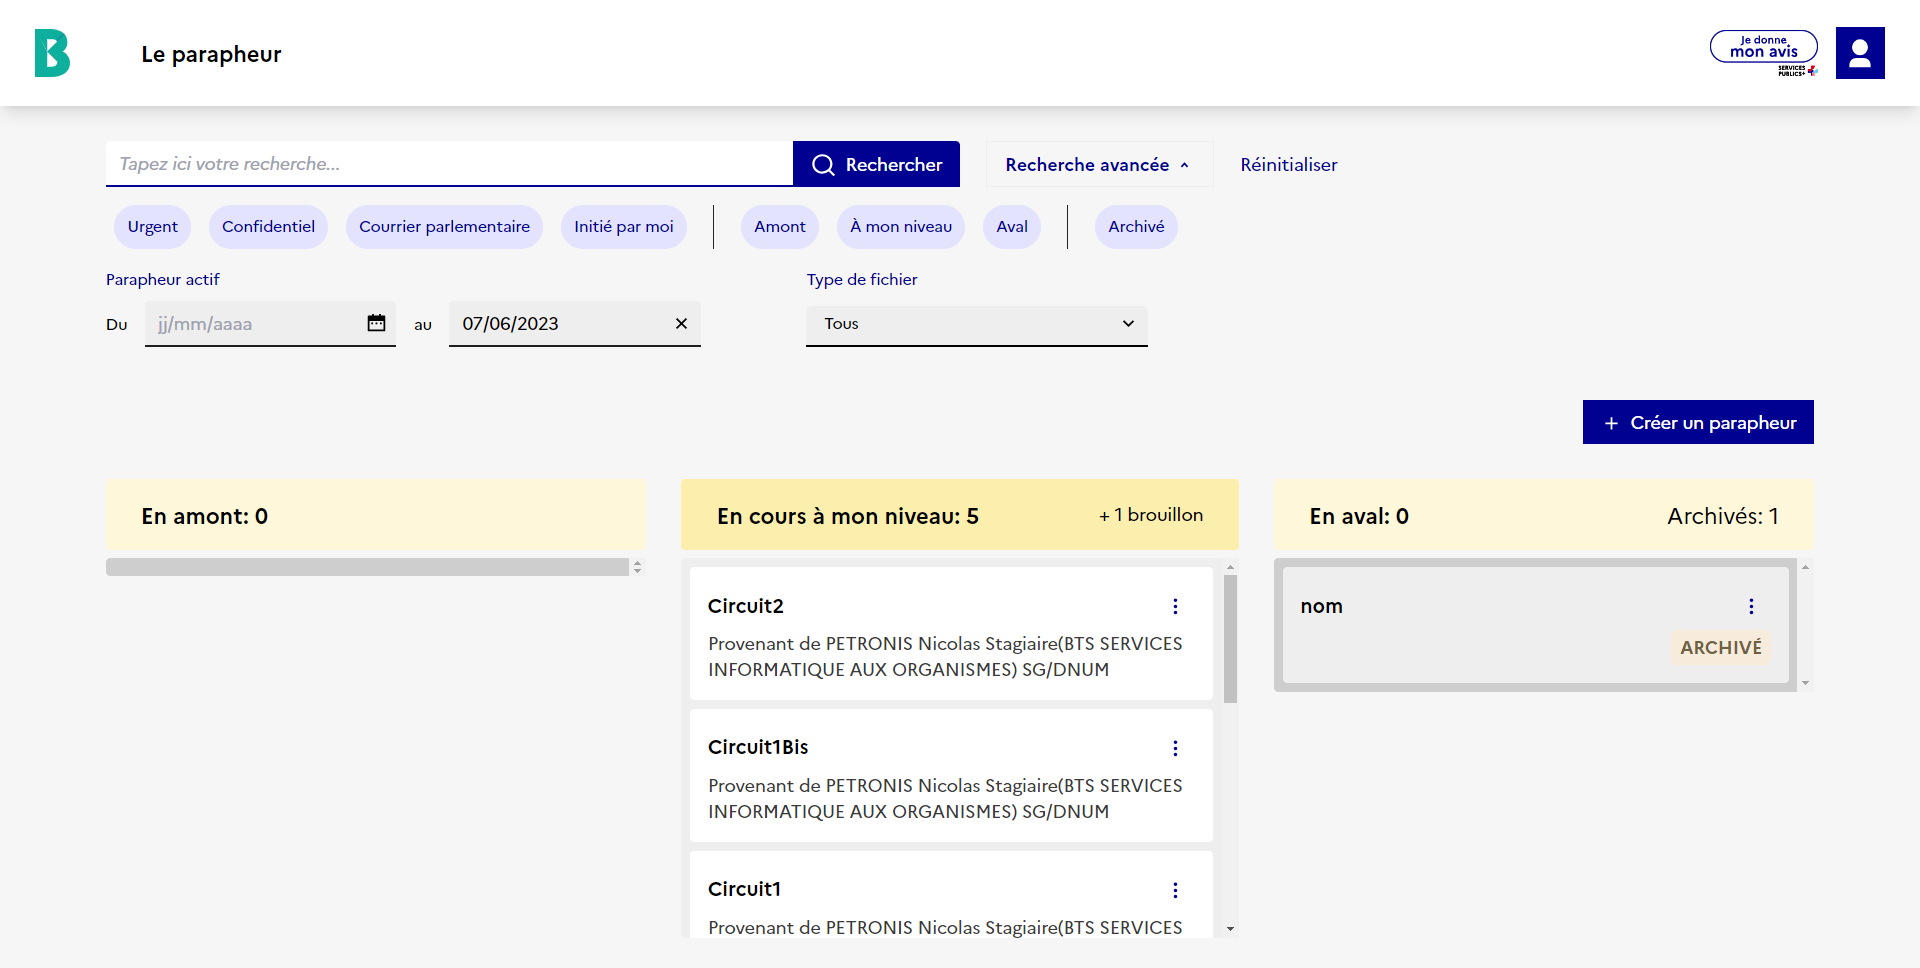 Le parapheur
Je donne
mon avis
SERVICES
PUBLICS+
Tapez ici votre recherche...
Rechercher
Recherche avancée
Réinitialiser
Urgent
Confidentiel
Courrier parlementaire
Initié par moi
Amont
À mon niveau
Aval
Archivé
Parapheur actif
Type de fichier
Du
jj/mm/aaaa
au
07/06/2023
Tous
+ Créer un parapheur
En amont: 0
En cours à mon niveau: 5
+ 1 brouillon
En aval: 0
Archivés: 1
Circuit2
Provenant de PETRONIS Nicolas Stagiaire(BTS SERVICES
INFORMATIQUE AUX ORGANISMES) SG/DNUM
Circuit1Bis
Provenant de PETRONIS Nicolas Stagiaire(BTS SERVICES
INFORMATIQUE AUX ORGANISMES) SG/DNUM
Circuit1
Provenant de PETRONIS Nicolas Stagiaire(BTS SERVICES
nom
ARCHIVÉ